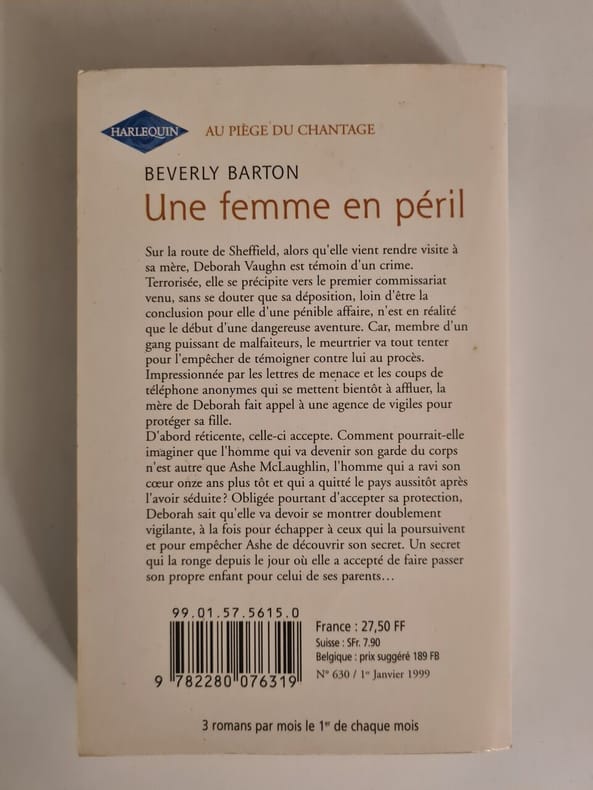 HARLEQUIN
AU PIÈGE DU CHANTAGE
BEVERLY BARTON
Une femme en péril
Sur la route de Sheffield, alors qu'elle vient rendre visite à
sa mère, Deborah Vaughn est témoin d'un crime.
Terrorisée, elle se précipite vers le premier commissariat
venu, sans se douter que sa déposition, loin d'être la
conclusion pour elle d'une pénible affaire, n'est en réalité
que le début d'une dangereuse aventure. Car, membre d'un
gang puissant de malfaiteurs, le meurtrier va tout tenter
pour l'empêcher de témoigner contre lui au procès.
Impressionnée par les lettres de menace et les coups de
téléphone anonymes qui se mettent bientôt à affluer, la
mère de Deborah fait appel à une agence de vigiles pour
protéger sa fille.
D'abord réticente, celle-ci accepte. Comment pourrait-elle
imaginer que l'homme qui va devenir son garde du corps
n'est autre que Ashe McLaughlin, l'homme qui a ravi son
cœur onze ans plus tôt et qui a quitté le pays aussitôt après
l'avoir séduite ? Obligée pourtant d'accepter sa protection,
Deborah sait qu'elle va devoir se montrer doublement
vigilante, à la fois pour échapper à ceux qui la poursuivent
et pour empêcher Ashe de découvrir son secret. Un secret
qui la ronge depuis le jour où elle a accepté de faire passer
son propre enfant pour celui de ses parents…
99.01.57.5615.0
9 782280 076319
France : 27,50 FF
Suisse : SFr. 7.90
Belgique : prix suggéré 189 FB
N° 630 / 1er Janvier 1999
3 romans par mois le 1er de chaque mois